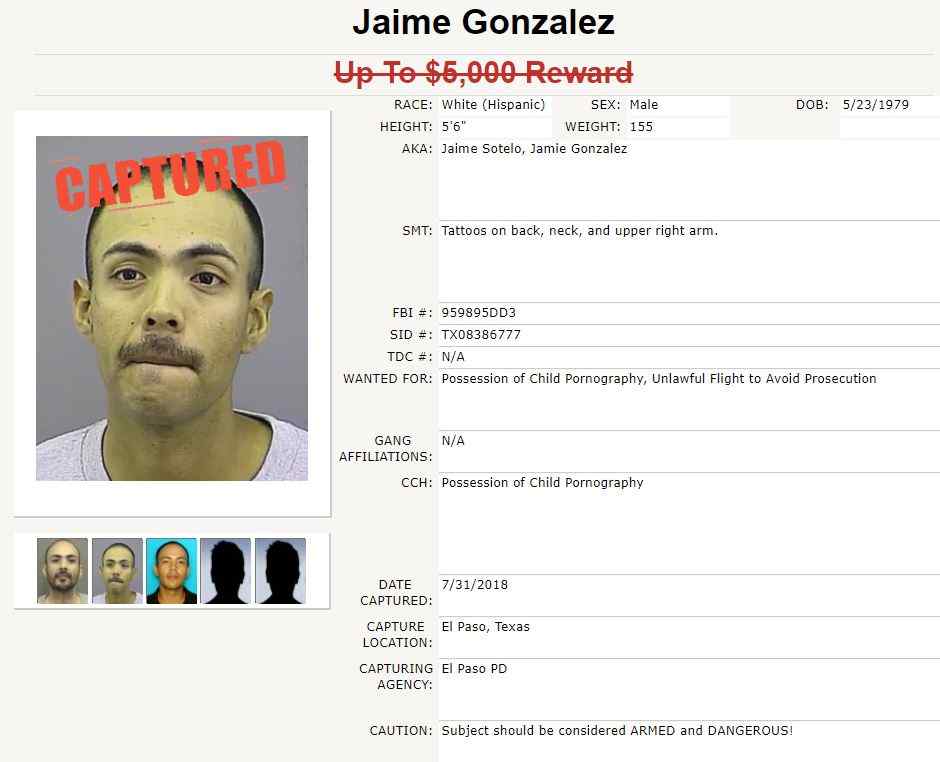 Jaime Gonzalez
Up To $5,000 Reward
CAPTURED
RACE: White (Hispanic) SEX: Male DOB: 5/23/1979
HEIGHT: 5'6" WEIGHT: 155
AKA: Jaime Sotelo, Jamie Gonzalez
SMT: Tattoos on back, neck, and upper right arm.
FBI #: 959895DD3
SID #: TX08386777
TDC #: N/A
WANTED FOR: Possession of Child Pornography, Unlawful Flight to Avoid Prosecution
GANG N/A
AFFILIATIONS:
CCH: Possession of Child Pornography
DATE 7/31/2018
CAPTURED:
CAPTURE El Paso, Texas
LOCATION:
CAPTURING El Paso PD
AGENCY:
CAUTION: Subject should be considered ARMED and DANGEROUS!